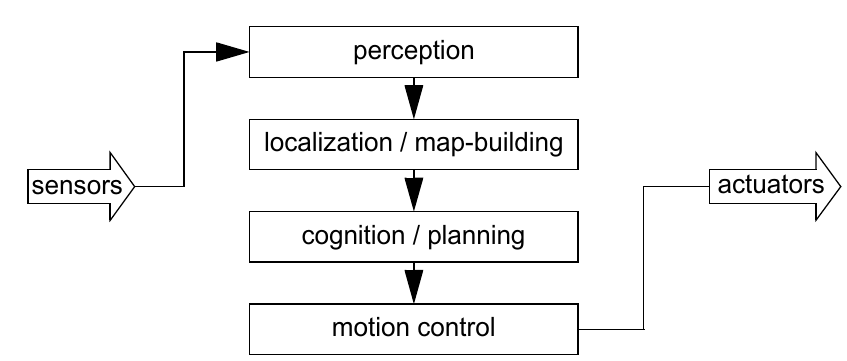 perception
localization / map-building
sensors
actuators
cognition / planning
motion control